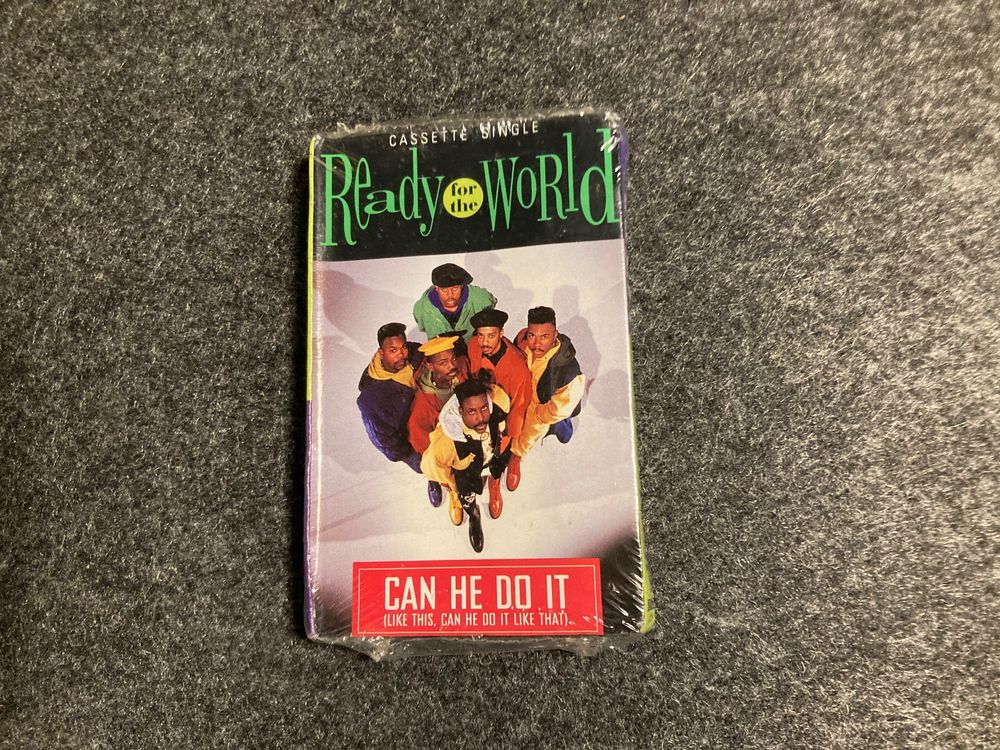 CASSETTE SINGLE
Ready for the WoRld
CAN HE DO IT
(LIKE THIS, CAN HE DO IT LIKE THAT)